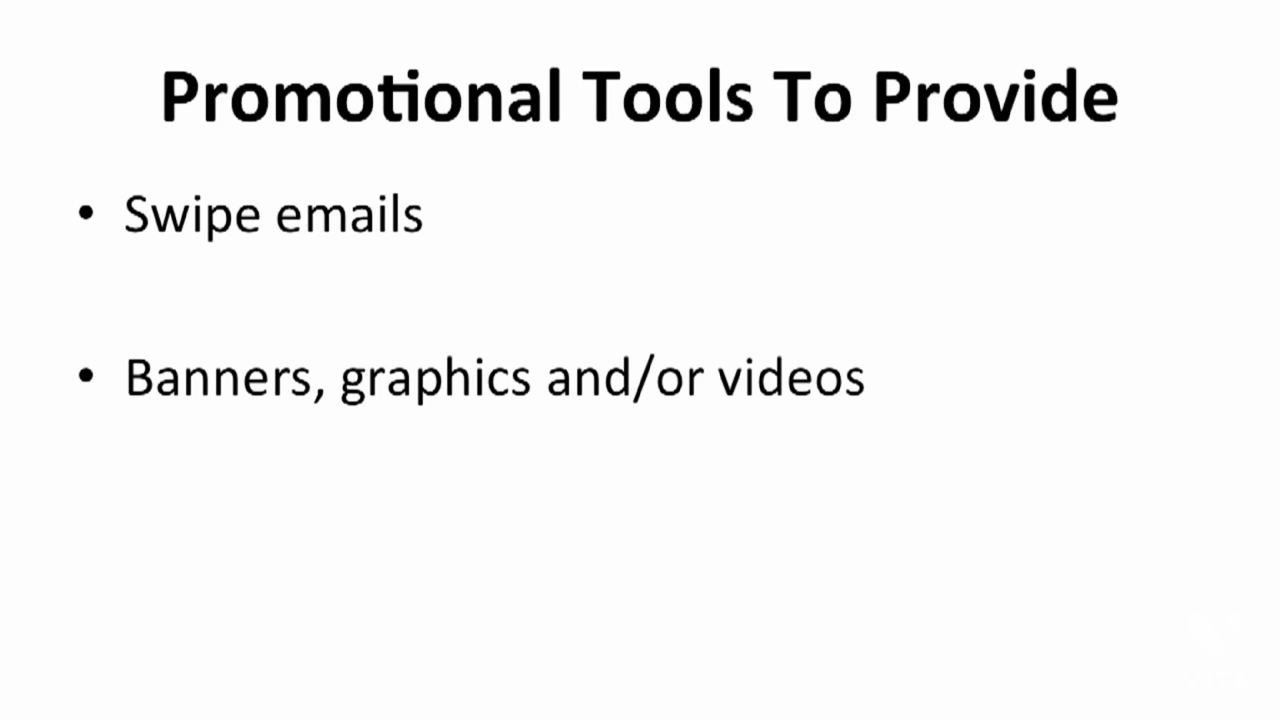 Promotional Tools To Provide
• Swipe emails
• Banners, graphics and/or videos